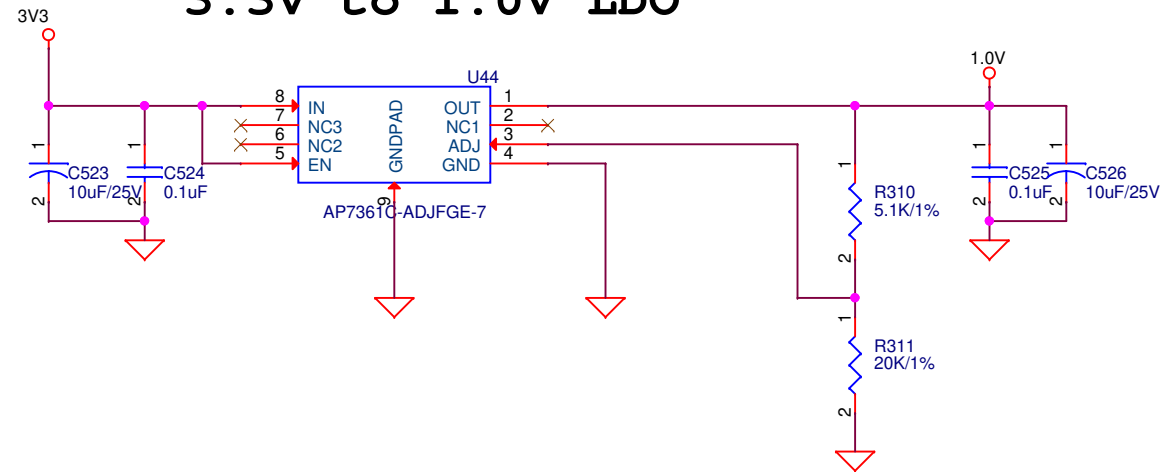 3.3V to 1.0V LDO
3V3
1.0V
U44
8
IN
7
NC3
6
NC2
5
EN
GNDPAD
9
OUT
1
NC1
2
ADJ
3
GND
4
AP7361C-ADJFGE-7
1
C523
10uF/25V
2
1
C524
0.1uF
2
1
R310
5.1K/1%
2
1
R311
20K/1%
2
1
C525
0.1uF
2
1
C526
10uF/25V
2